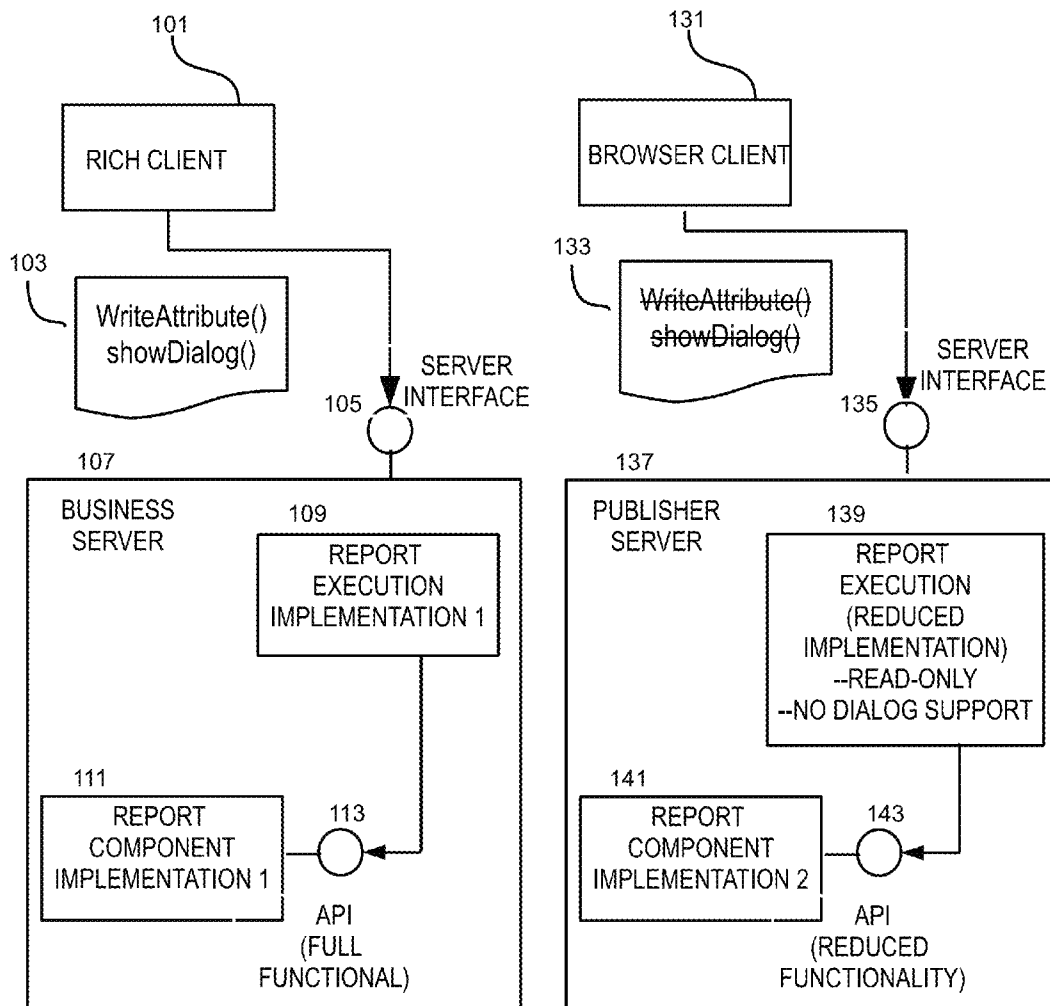 101
RICH CLIENT
103
WriteAttribute()
showDialog()
SERVER
INTERFACE
105
107
BUSINESS
SERVER
109
REPORT
EXECUTION
IMPLEMENTATION 1
111
REPORT
COMPONENT
IMPLEMENTATION 1
113
API
(FULL
FUNCTIONAL)
131
BROWSER CLIENT
133
WriteAttribute()
showDialog()
SERVER
INTERFACE
135
137
PUBLISHER
SERVER
139
REPORT
EXECUTION
(REDUCED
IMPLEMENTATION)
--READ-ONLY
--NO DIALOG SUPPORT
141
REPORT
COMPONENT
IMPLEMENTATION 2
143
API
(REDUCED
FUNCTIONALITY)